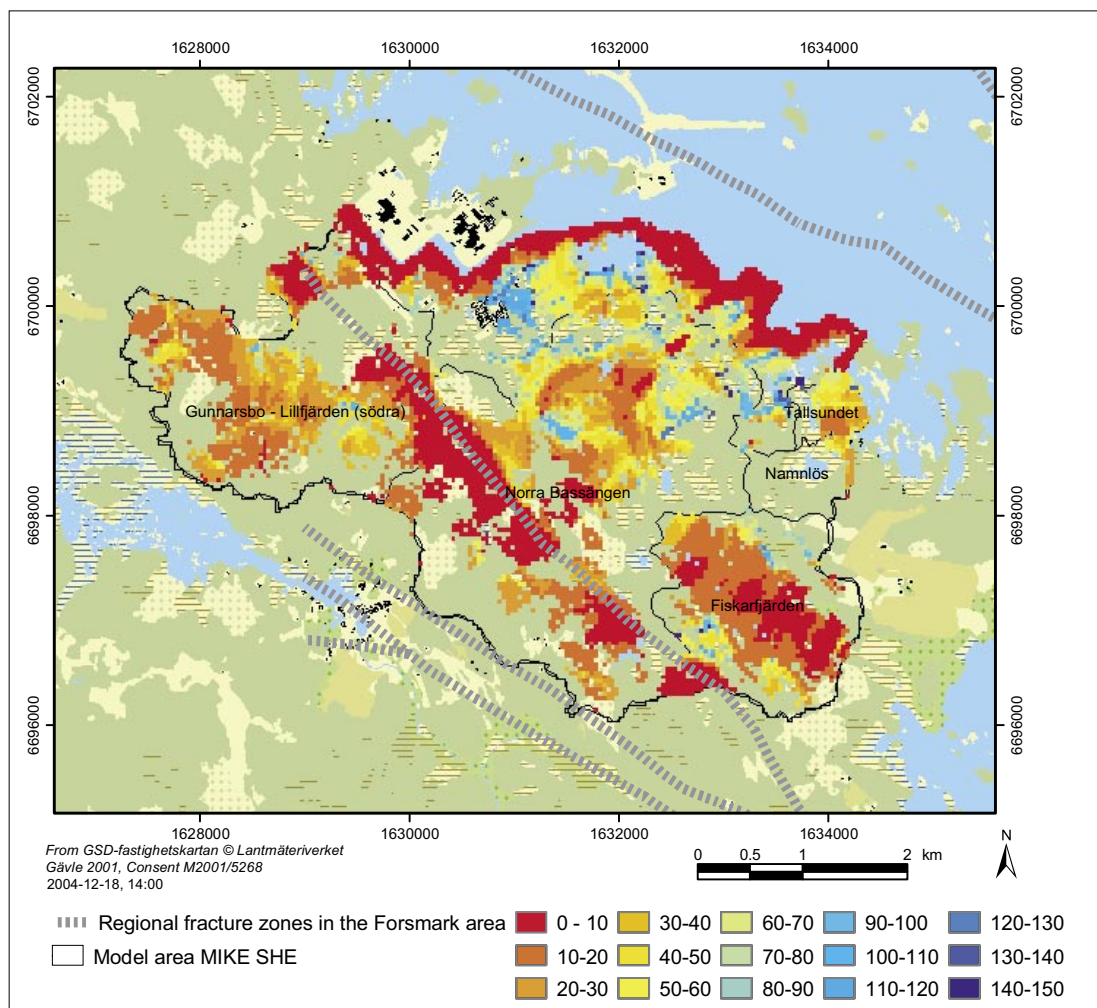 1628000 1630000 1632000 1634000
6702000 6702000
6700000 6700000
Gunnarsbo - Lillfjärden (södra) Tallsundet
Namnlös
Norra Bassängen
6698000 6698000
Fiskarfjärden
6696000 6696000
1628000 1630000 1632000 1634000
From GSD-fastighetskartan © Lantmäteriverket
Gävle 2001, Consent M2001/5268
2004-12-18, 14:00
0 0.5 1 2 km
N
Regional fracture zones in the Forsmark area
Model area MIKE SHE
0 - 10 30-40 60-70 90-100 120-130
10-20 40-50 70-80 100-110 130-140
20-30 50-60 80-90 110-120 140-150